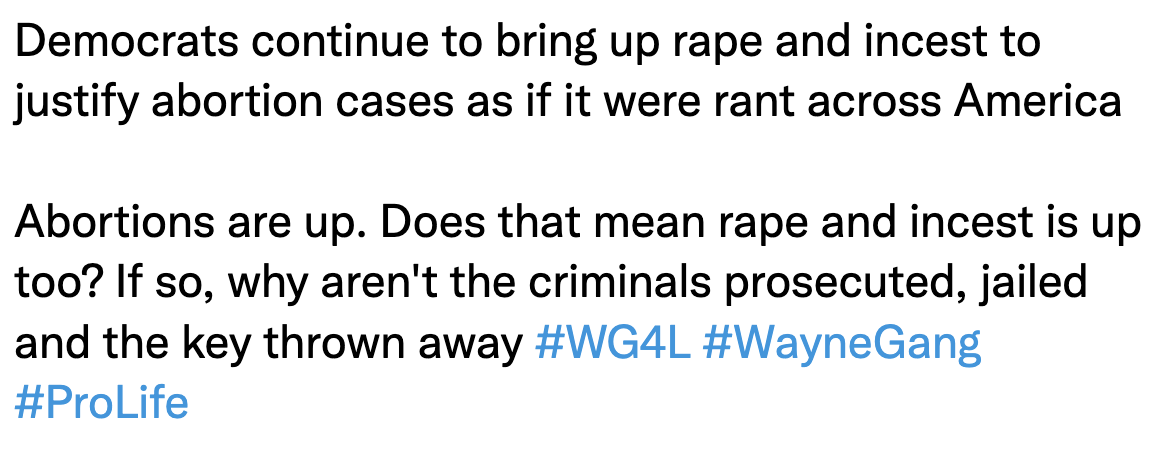 Democrats continue to bring up rape and incest to
justify abortion cases as if it were rant across America
Abortions are up. Does that mean rape and incest is up
too? If so, why aren't the criminals prosecuted, jailed
and the key thrown away #WG4L #WayneGang
#ProLife